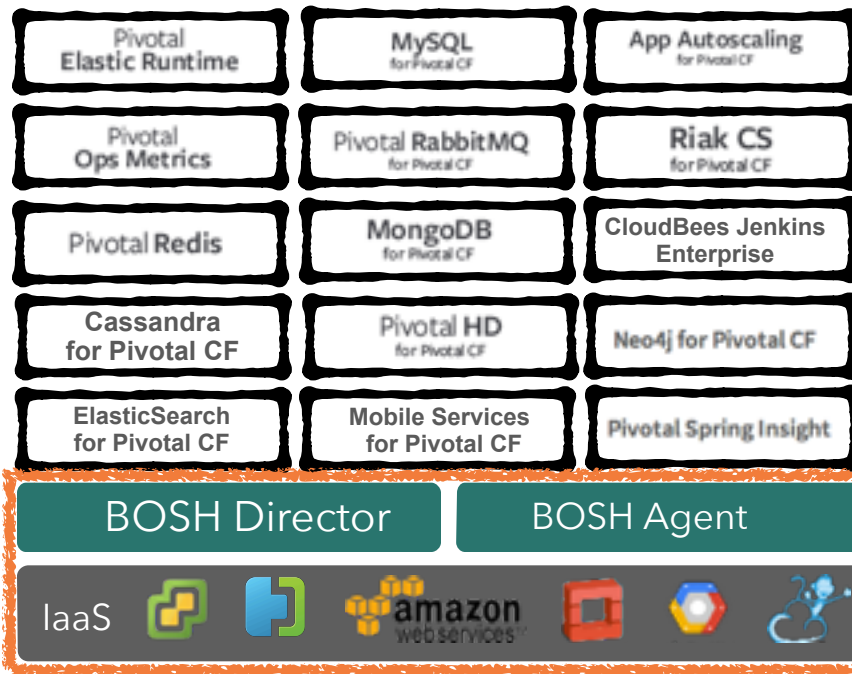 Pivotal
Elastic Runtime
MySQL
for Pivotal CF
App Autoscaling
for Pivotal CF
Pivotal
Ops Metrics
Pivotal RabbitMQ
for Pivotal CF
Riak CS
for Pivotal CF
Pivotal Redis
MongoDB
for Pivotal CF
CloudBees Jenkins
Enterprise
Cassandra
for Pivotal CF
Pivotal HD
for Pivotal CF
Neo4j for Pivotal CF
ElasticSearch
for Pivotal CF
Mobile Services
for Pivotal CF
Pivotal Spring Insight
BOSH Director
BOSH Agent
IaaS
amazon
web services™